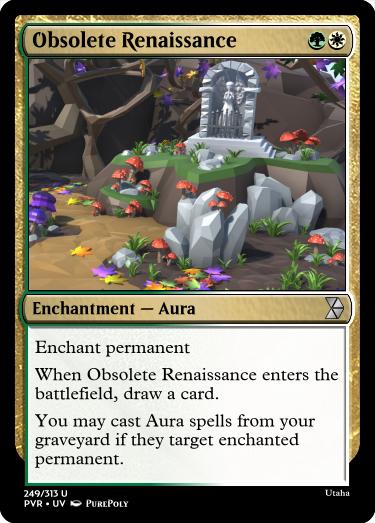 Obsolete Renaissance
Enchantment — Aura
Enchant permanent
When Obsolete Renaissance enters the
battlefield, draw a card.
You may cast Aura spells from your
graveyard if they target enchanted
permanent.
249/313 U
Utaha
PVR • UV PurePoly